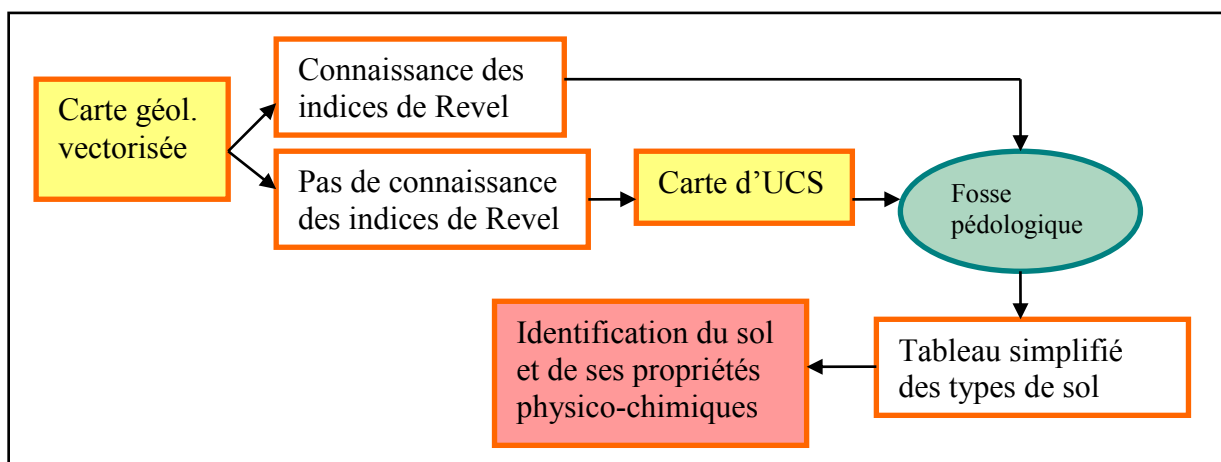 Carte géol.
vectorisée
Connaissance des
indices de Revel
Pas de connaissance
des indices de Revel
Carte d’UCS
Fosse
pédologique
Tableau simplifié
des types de sol
Identification du sol
et de ses propriétés
physico-chimiques